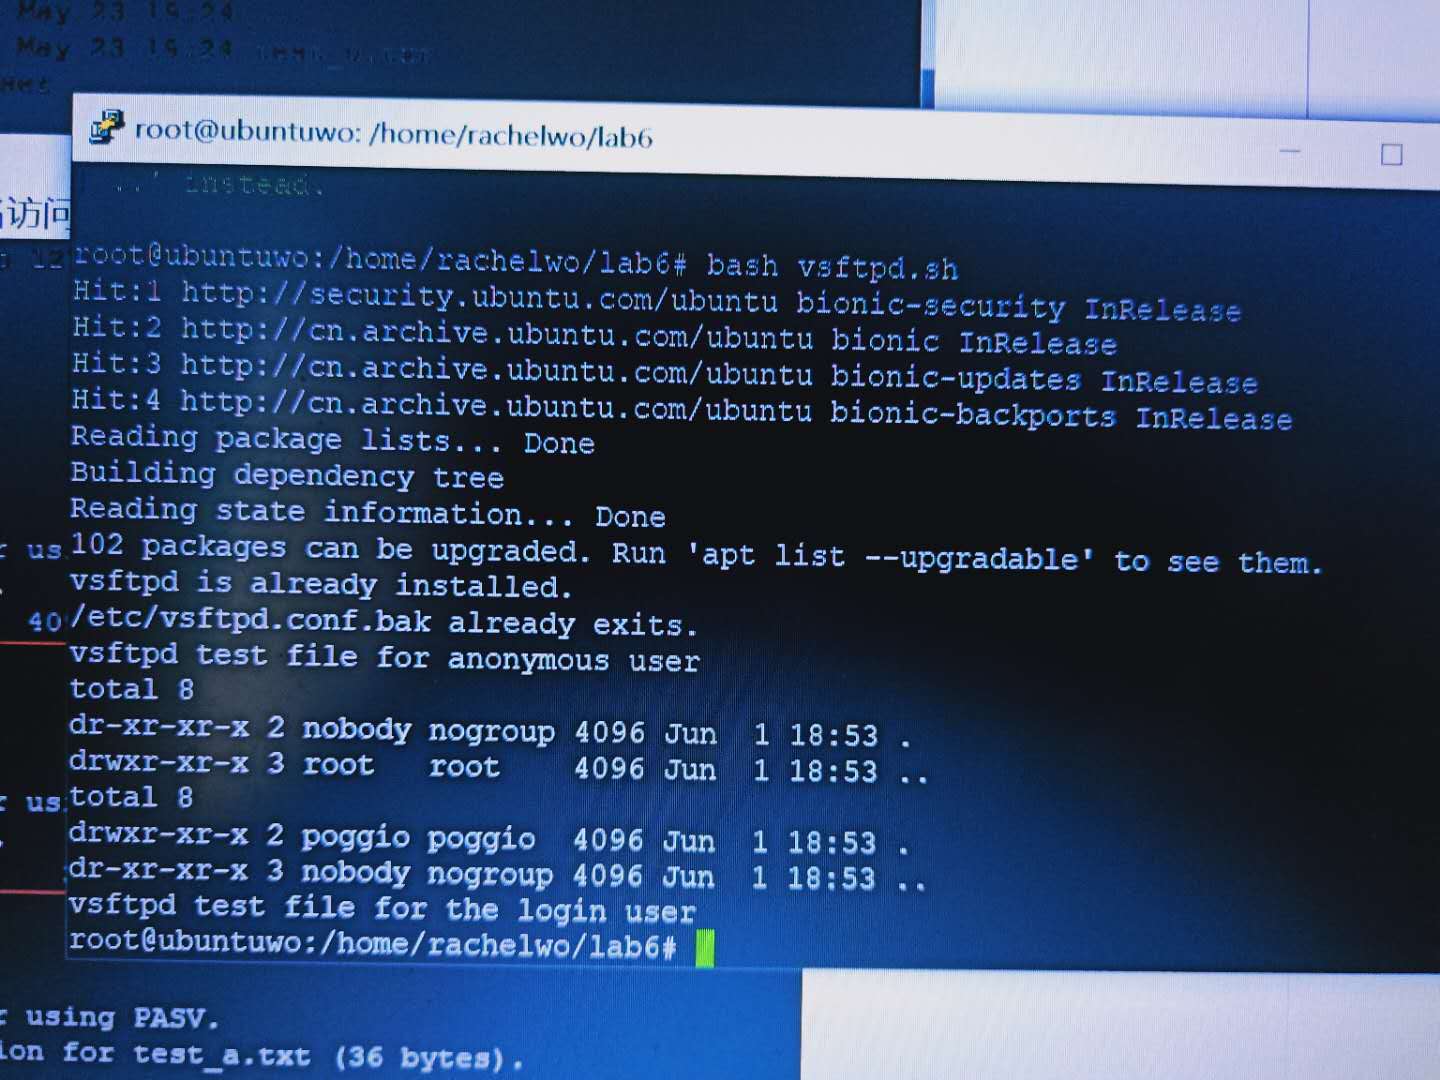 May 23 19:24
May 23 19:24
root@ubuntuwo: /home/rachelwo/lab6
..' instead.
访问
root@ubuntuwo:/home/rachelwo/lab6# bash vsftpd.sh
Hit:1 http://security.ubuntu.com/ubuntu bionic-security InRelease
Hit:2 http://cn.archive.ubuntu.com/ubuntu bionic InRelease
Hit:3 http://cn.archive.ubuntu.com/ubuntu bionic-updates InRelease
Hit:4 http://cn.archive.ubuntu.com/ubuntu bionic-backports InRelease
Reading package lists... Done
Building dependency tree
Reading state information... Done
us 102 packages can be upgraded. Run 'apt list --upgradable' to see them.
vsftpd is already installed.
40 /etc/vsftpd.conf.bak already exits.
vsftpd test file for anonymous user
total 8
dr-xr-xr-x 2 nobody nogroup 4096 Jun  1 18:53 .
drwxr-xr-x 3 root   root    4096 Jun  1 18:53 ..
us total 8
drwxr-xr-x 2 poggio poggio  4096 Jun  1 18:53 .
dr-xr-xr-x 3 nobody nogroup 4096 Jun  1 18:53 ..
vsftpd test file for the login user
root@ubuntuwo:/home/rachelwo/lab6#
using PASV.
ion for test_a.txt (36 bytes).